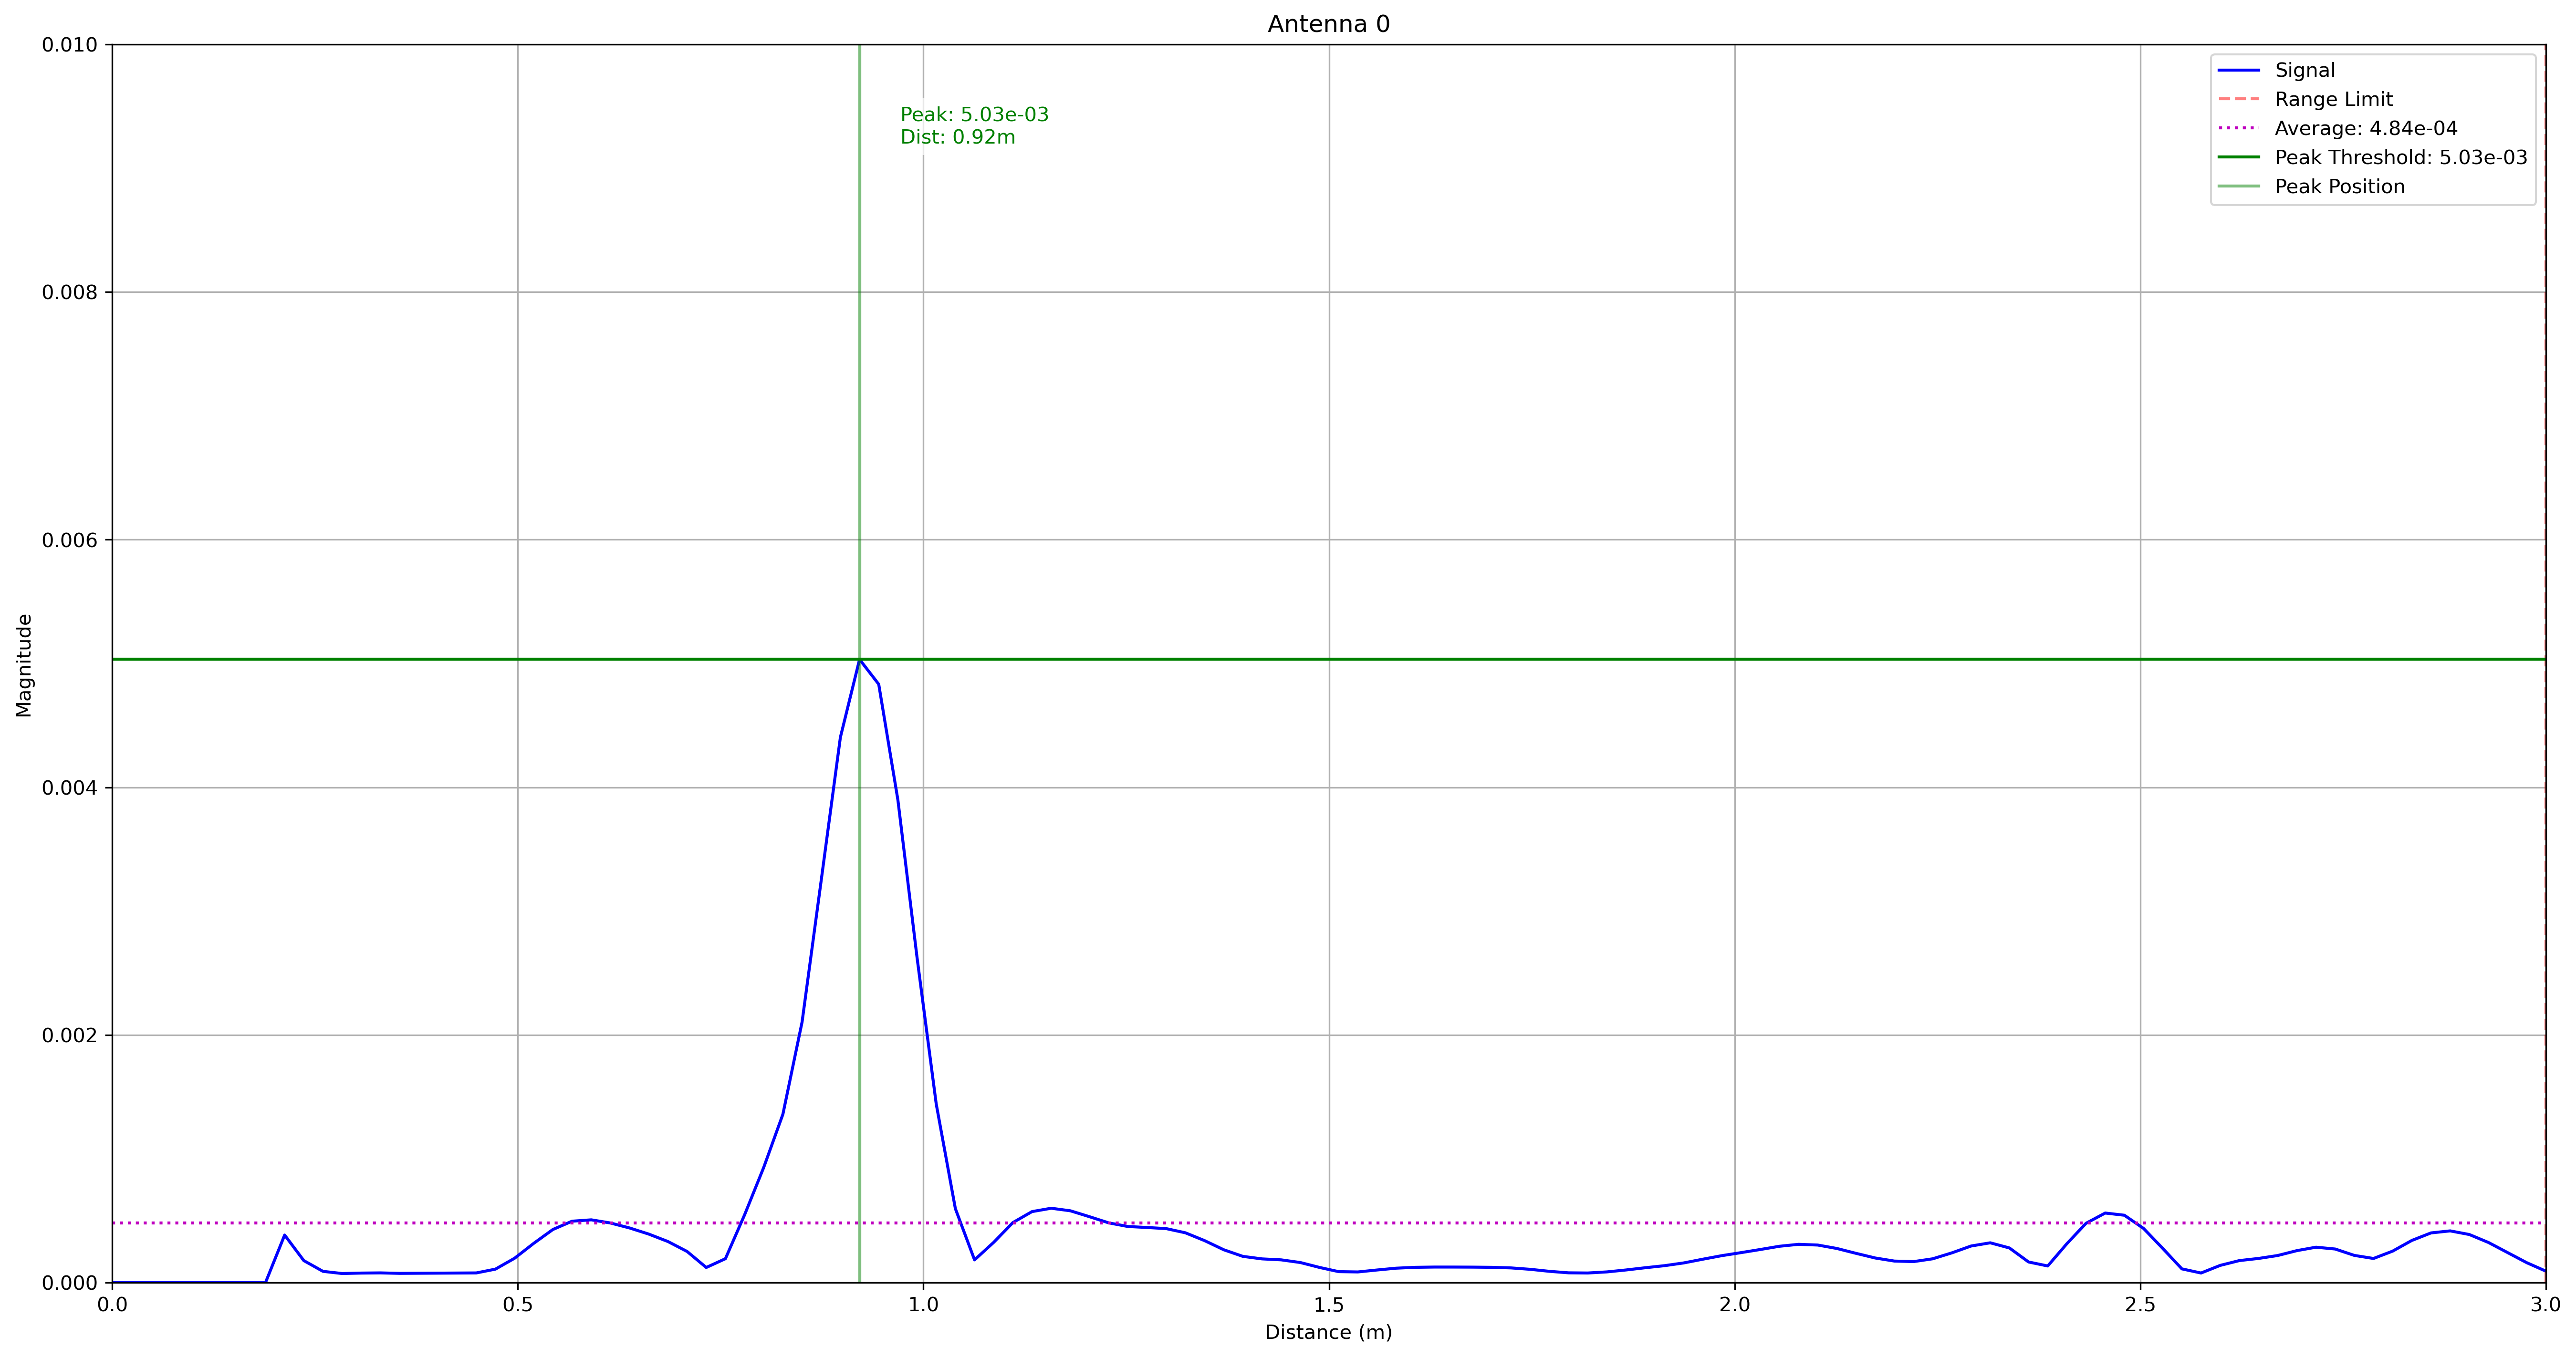 Antenna 0
0.010
0.008
0.006
0.004
0.002
0.000
Magnitude
Peak: 5.03e-03
Dist: 0.92m
Signal
Range Limit
Average: 4.84e-04
Peak Threshold: 5.03e-03
Peak Position
0.0
0.5
1.0
1.5
2.0
2.5
3.0
Distance (m)